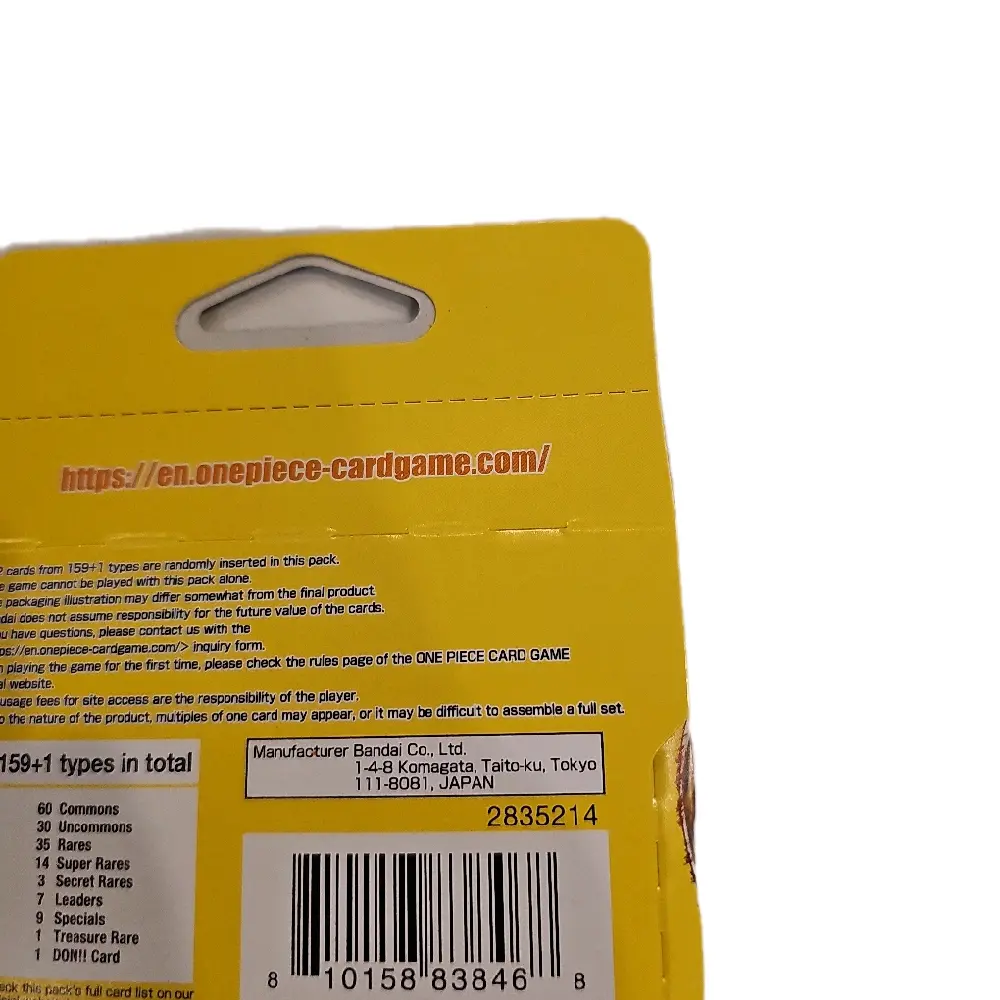 https://en.onepiece-cardgame.com/
cards from 159+1 types are randomly inserted in this pack.
game cannot be played with this pack alone.
packaging illustration may differ somewhat from the final product
does not assume responsibility for the future value of the cards.
have questions, please contact us with the
://en.onepiece-cardgame.com/> inquiry form.
playing the game for the first time, please check the rules page of the ONE PIECE CARD GAME
website.
usage fees for site access are the responsibility of the player.
the nature of the product, multiples of one card may appear, or it may be difficult to assemble a full set.
159+1 types in total
60 Commons
30 Uncommons
35 Rares
14 Super Rares
3 Secret Rares
7 Leaders
9 Specials
1 Treasure Rare
1 DON!! Card
this pack's full card list on our
Manufacturer Bandai Co., Ltd.
1-4-8 Komagata, Taito-ku, Tokyo
111-8081, JAPAN
2835214
8 10158 83846 8